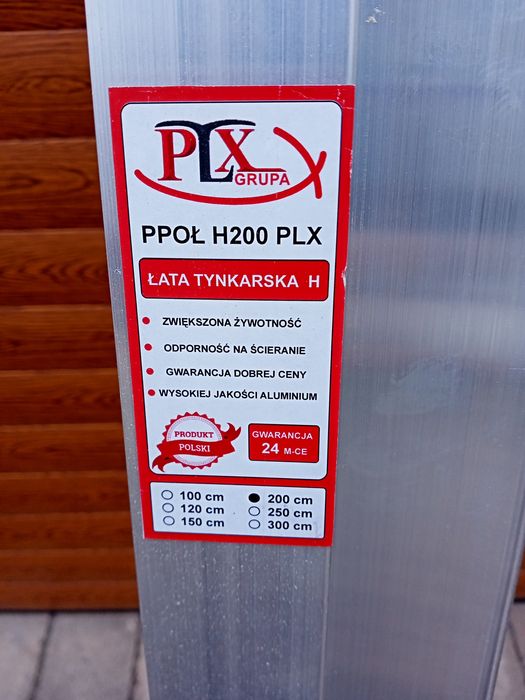 PLX
GRUPA
PPOŁ H200 PLX
ŁATA TYNKARSKA H
ZWIĘKSZONA ŻYWOTNOŚĆ
ODPORNOŚĆ NA ŚCIERANIE
GWARANCJA DOBREJ CENY
WYSOKIEJ JAKOŚCI ALUMINIUM
PRODUKT
POLSKI
GWARANCJA
24 M-CE
100 cm
120 cm
150 cm
200 cm
250 cm
300 cm